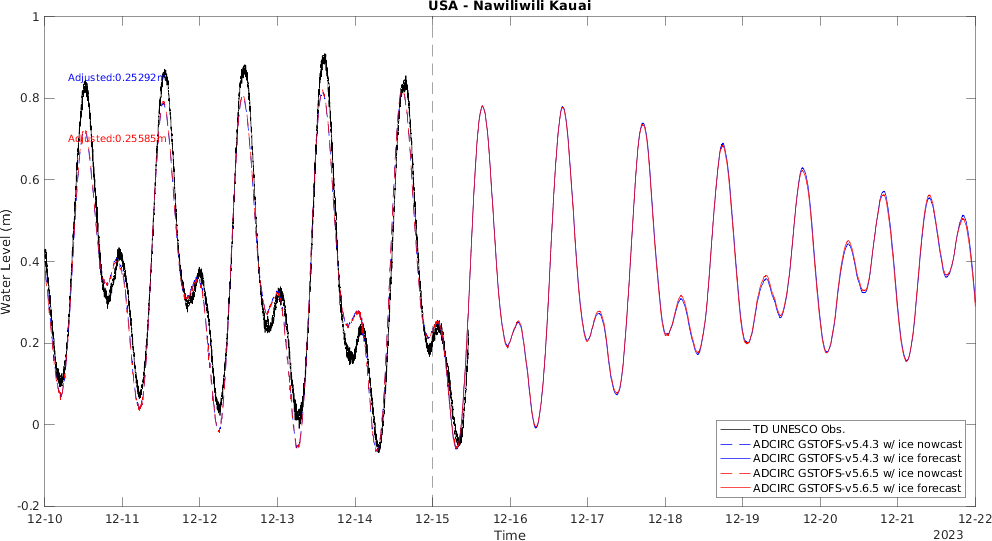 USA - Nawiliwili Kauai
1
0.8
0.6
0.4
0.2
0
-0.2
Water Level (m)
Adjusted:0.25292m
Adjusted:0.25585m
TD UNESCO Obs.
ADCIRC GSTOFS-v5.4.3 w/ ice nowcast
ADCIRC GSTOFS-v5.4.3 w/ ice forecast
ADCIRC GSTOFS-v5.6.5 w/ ice nowcast
ADCIRC GSTOFS-v5.6.5 w/ ice forecast
12-10 12-11 12-12 12-13 12-14 12-15 12-16 12-17 12-18 12-19 12-20 12-21 12-22
Time
2023